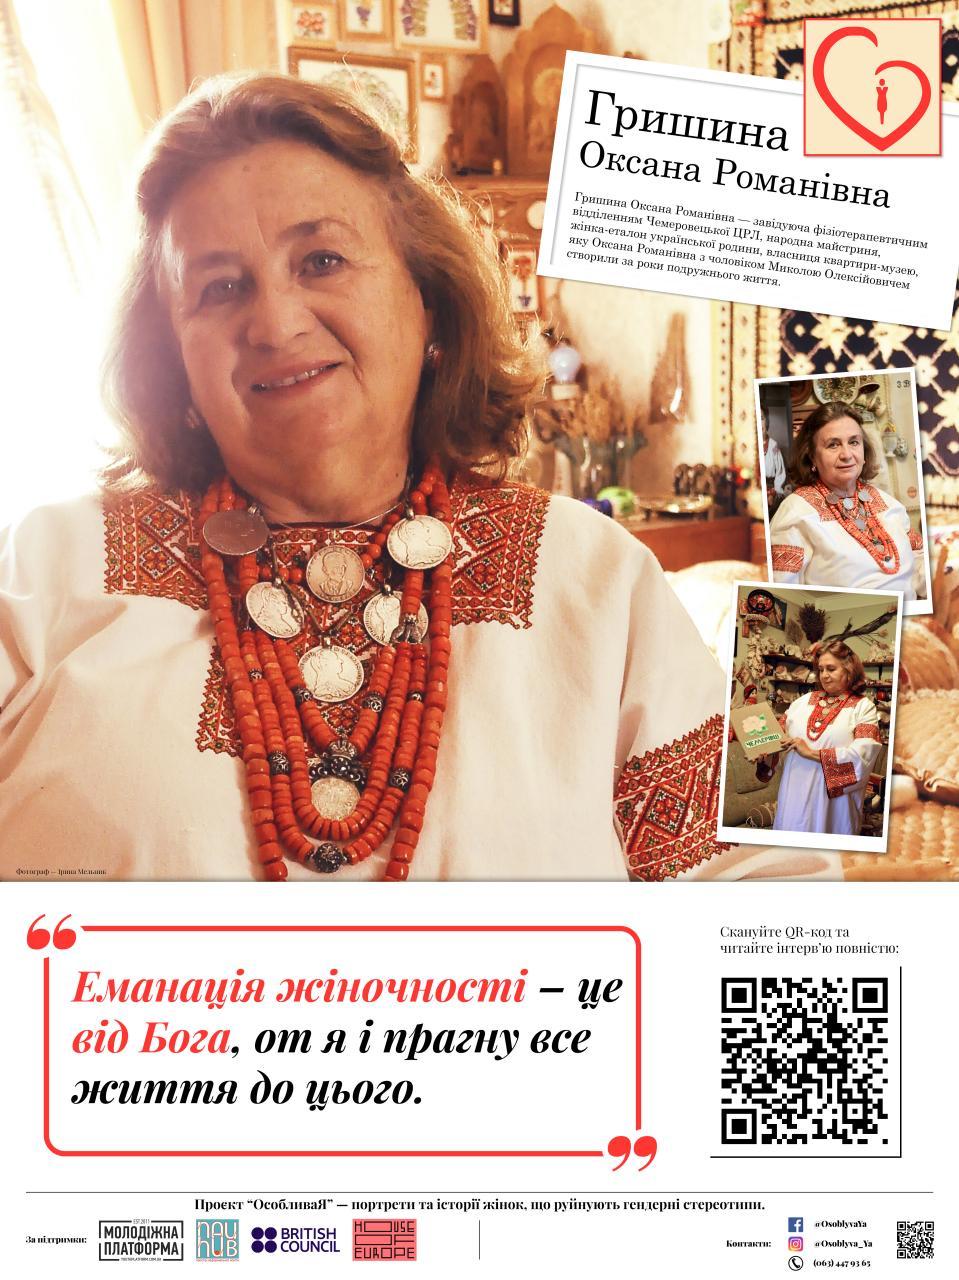 Гришина
Оксана Романівна
Гришина Оксана Романівна — завідуюча фізіотерапевтичним
відділенням Чемеровецької ЦРЛ, народна майстриня,
жінка-еталон української родини, власниця квартири-музею,
яку Оксана Романівна з чоловіком Миколою Олексійовичем
створили за роки подружнього життя.
ЧЕМЕРІВЦІ
Фотограф — Ірина Мельник
“
Еманація жіночності – це
від Бога, от я і прагну все
життя до цього.
”
Скануйте QR-код та
читайте інтерв’ю повністю:
Проєкт “ОсобливаЯ” — портрети та історії жінок, що руйнують гендерні стереотипи.
За підтримки:
EST.2011
МОЛОДІЖНА
ПЛАТФОРМА
BRITISH
COUNCIL
HOUSE
OF
EUROPE
Контакти:
@OsoblyvaYa
@Osoblyva_Ya
(063) 447 93 65